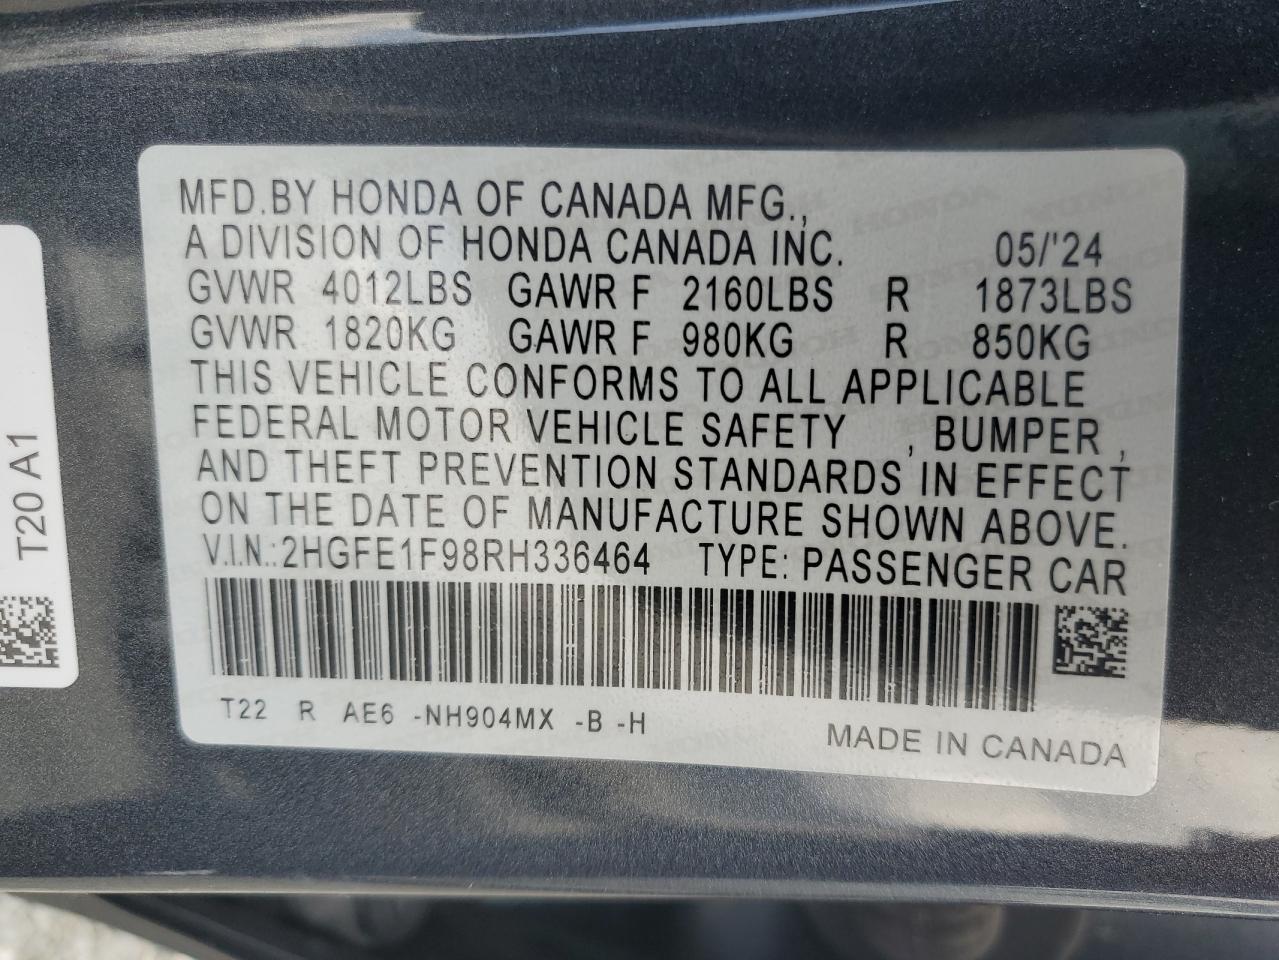 MFD.BY HONDA OF CANADA MFG.,
A DIVISION OF HONDA CANADA INC. 05/'24
GVWR 4012LBS GAWR F 2160LBS R 1873LBS
GVWR 1820KG GAWR F 980KG R 850KG
THIS VEHICLE CONFORMS TO ALL APPLICABLE
FEDERAL MOTOR VEHICLE SAFETY , BUMPER ,
AND THEFT PREVENTION STANDARDS IN EFFECT
ON THE DATE OF MANUFACTURE SHOWN ABOVE.
V.I.N.:2HGFE1F98RH336464 TYPE: PASSENGER CAR
T22 R AE6 -NH904MX -B -H
MADE IN CANADA
T20 A1